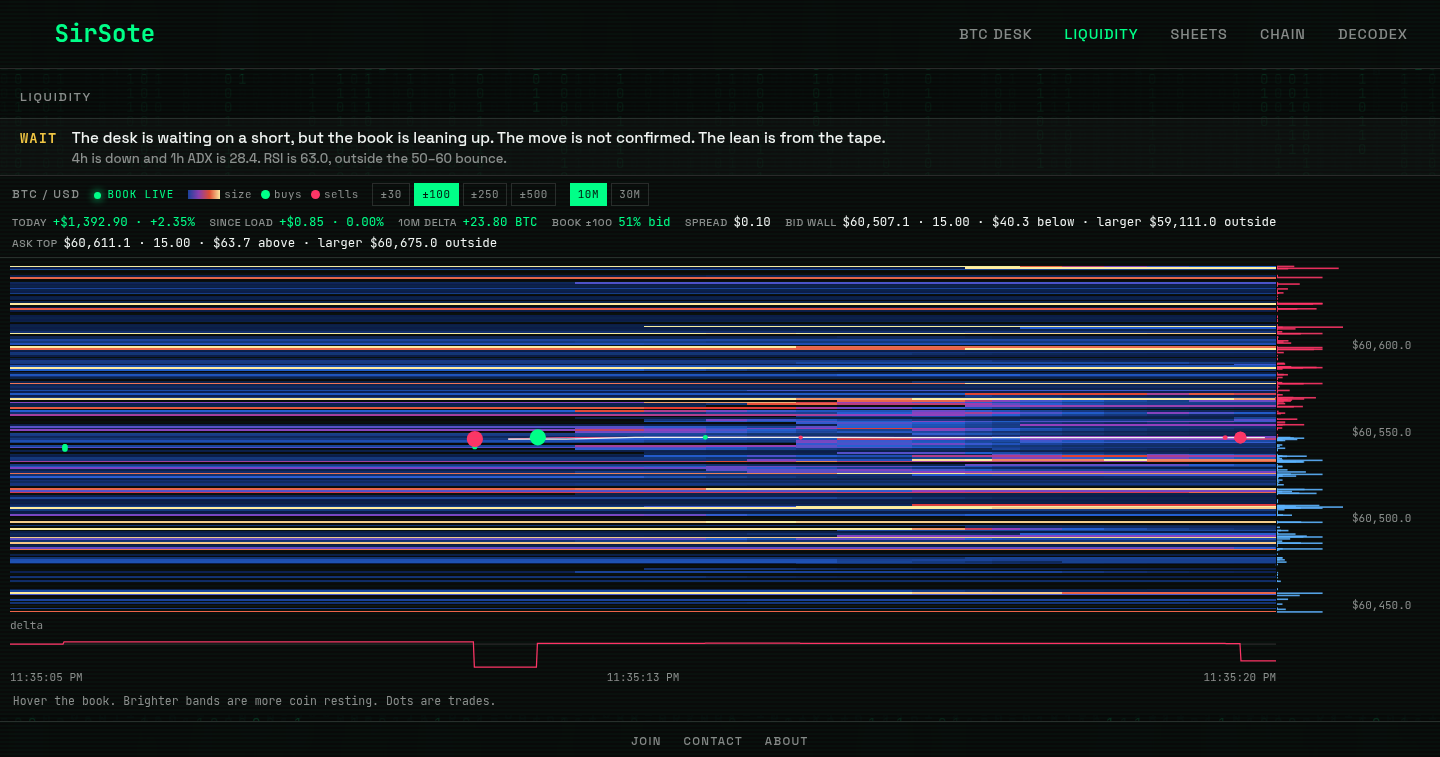 SirSote
BTC DESK LIQUIDITY SHEETS CHAIN DECODEX
LIQUIDITY
WAIT The desk is waiting on a short, but the book is leaning up. The move is not confirmed. The lean is from the tape.
4h is down and 1h ADX is 28.4. RSI is 63.0, outside the 50–60 bounce.
BTC / USD BOOK LIVE size buys sells ±30 ±100 ±250 ±500 10M 30M
TODAY +$1,392.90 · +2.35% SINCE LOAD +$0.85 · 0.00% 10M DELTA +23.80 BTC BOOK ±100 51% bid SPREAD $0.10 BID WALL $60,507.1 · 15.00 · $40.3 below · larger $59,111.0 outside
ASK TOP $60,611.1 · 15.00 · $63.7 above · larger $60,675.0 outside
$60,600.0
$60,550.0
$60,500.0
$60,450.0
delta
11:35:05 PM 11:35:13 PM 11:35:20 PM
Hover the book. Brighter bands are more coin resting. Dots are trades.
JOIN CONTACT ABOUT